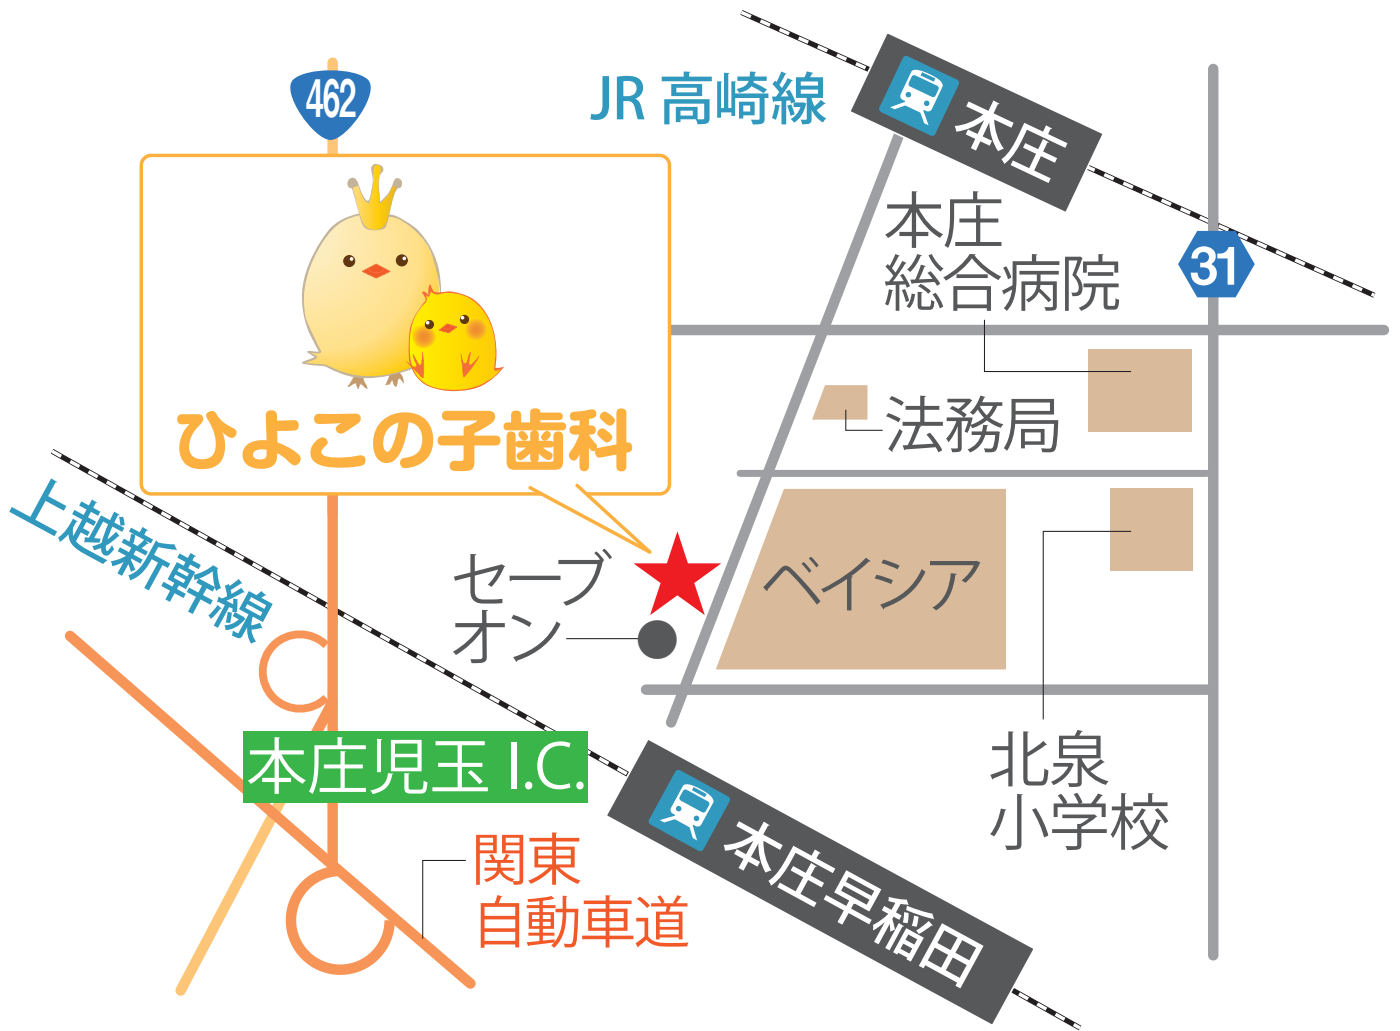 462
JR 高崎線
本庄
本庄
総合病院
31
法務局
ひよこの子歯科
上越新幹線
セーブ
オン
ベイシア
本庄児玉 I.C.
北泉
小学校
本庄早稲田
関東
自動車道